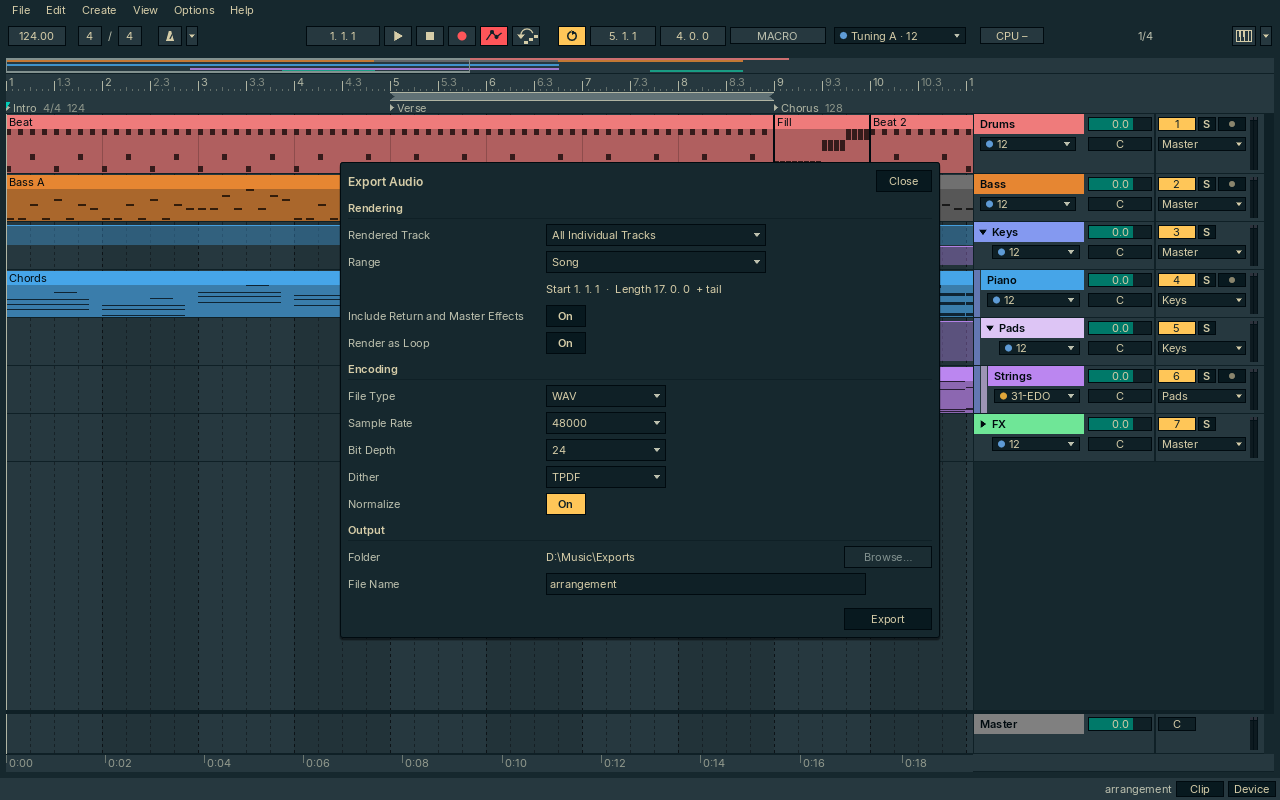 File Edit Create View Options Help
124.00 4 / 4 1. 1. 1 5. 1. 1 4. 0. 0 MACRO Tuning A · 12 CPU – 1/4
1 1.3 2 2.3 3 3.3 4 4.3 5 5.3 6 6.3 7 7.3 8 8.3 9 9.3 10 10.3 1
Intro 4/4 124 Verse Chorus 128
Beat Fill Beat 2 Drums 0.0 1 S
12 C Master
Bass A Bass 0.0 2 S
12 C Master
Keys 0.0 3 S
12 C Master
Chords Piano 0.0 4 S
12 C Keys
Pads 0.0 5 S
12 C Keys
Strings 0.0 6 S
31-EDO C Pads
FX 0.0 7 S
12 C Master
Export Audio Close
Rendering
Rendered Track All Individual Tracks
Range Song
Start 1. 1. 1 · Length 17. 0. 0 + tail
Include Return and Master Effects On
Render as Loop On
Encoding
File Type WAV
Sample Rate 48000
Bit Depth 24
Dither TPDF
Normalize On
Output
Folder D:\Music\Exports Browse...
File Name arrangement
Export
Master 0.0 C
0:00 0:02 0:04 0:06 0:08 0:10 0:12 0:14 0:16 0:18
arrangement Clip Device